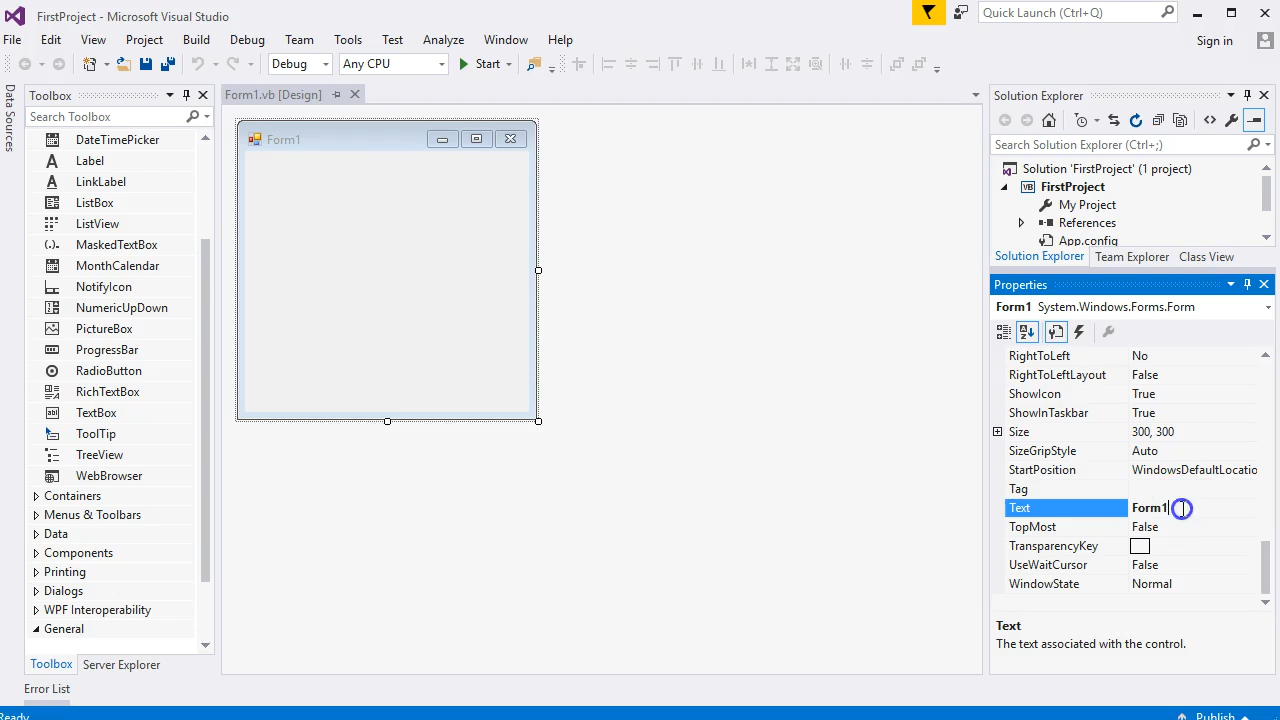 FirstProject - Microsoft Visual Studio
Quick Launch (Ctrl+Q)
File Edit View Project Build Debug Team Tools Test Analyze Window Help
Sign in
Debug Any CPU Start
Data Sources
Toolbox
Search Toolbox
DateTimePicker
Label
LinkLabel
ListBox
ListView
MaskedTextBox
MonthCalendar
NotifyIcon
NumericUpDown
PictureBox
ProgressBar
RadioButton
RichTextBox
TextBox
ToolTip
TreeView
WebBrowser
Containers
Menus & Toolbars
Data
Components
Printing
Dialogs
WPF Interoperability
General
Toolbox Server Explorer
Error List
Form1.vb [Design]
Form1
Solution Explorer
Search Solution Explorer (Ctrl+;)
Solution 'FirstProject' (1 project)
VB FirstProject
My Project
References
App.config
Solution Explorer Team Explorer Class View
Properties
Form1 System.Windows.Forms.Form
RightToLeft No
RightToLeftLayout False
ShowIcon True
ShowInTaskbar True
Size 300, 300
SizeGripStyle Auto
StartPosition WindowsDefaultLocatio
Tag
Text Form1
TopMost False
TransparencyKey
UseWaitCursor False
WindowState Normal
Text
The text associated with the control.
Ready
Publish